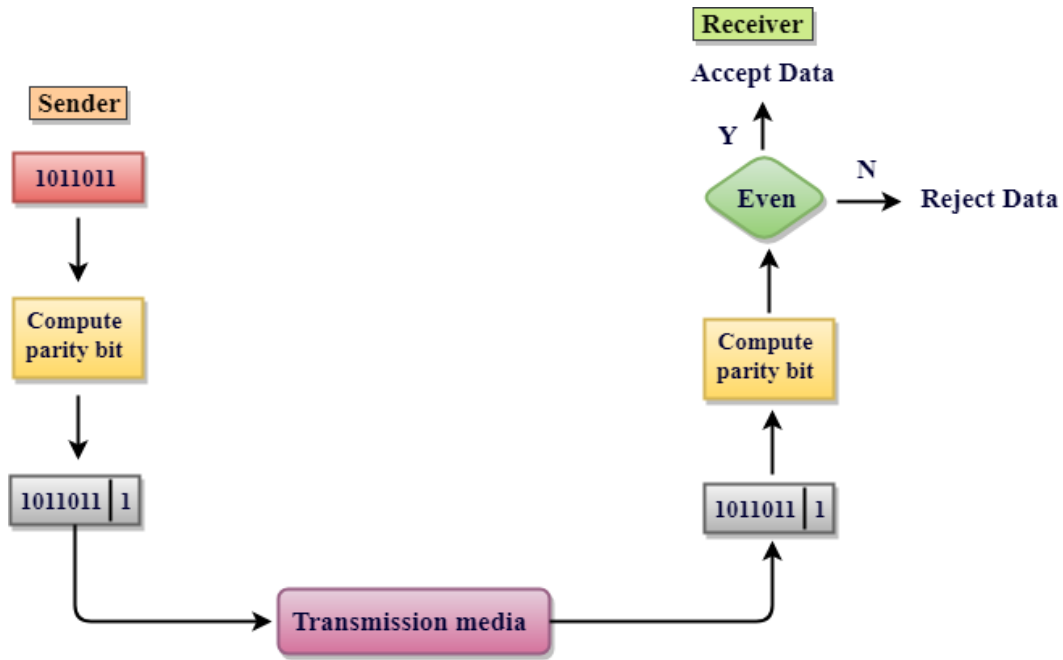 Sender
1011011
Compute
parity bit
1011011 | 1
Transmission media
Receiver
Accept Data
Y
Even
N
Reject Data
Compute
parity bit
1011011 | 1